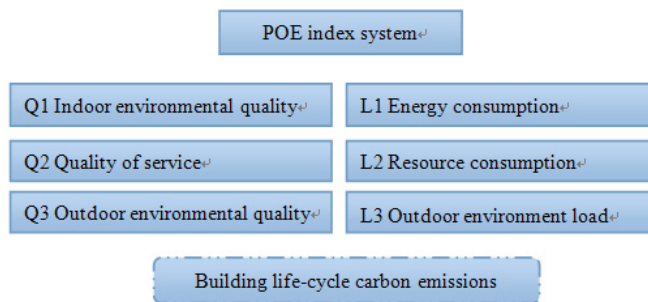 POE index system
Q1 Indoor environmental quality
L1 Energy consumption
Q2 Quality of service
L2 Resource consumption
Q3 Outdoor environmental quality
L3 Outdoor environment load
Building life-cycle carbon emissions